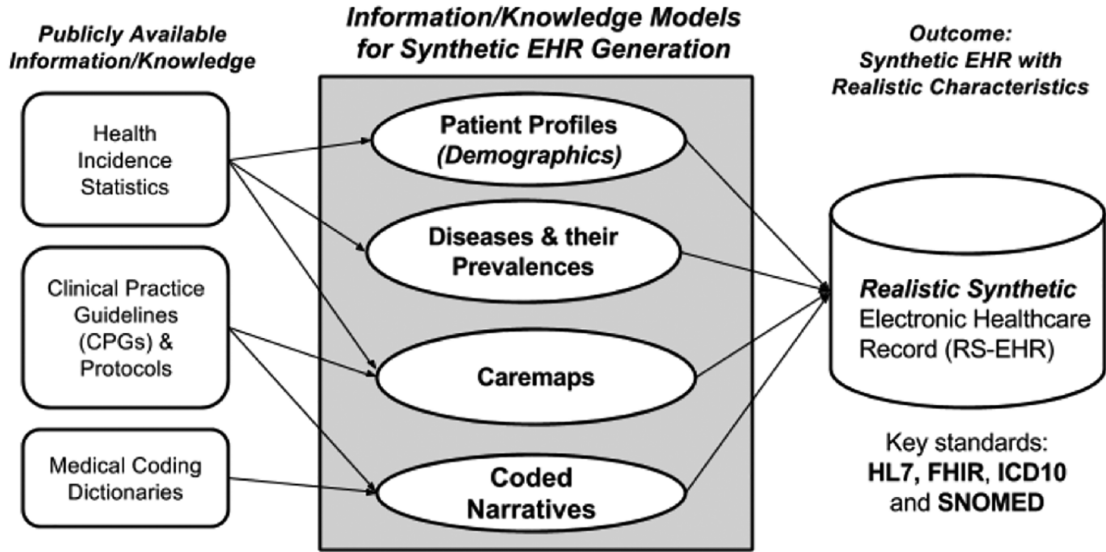 Publicly Available
Information/Knowledge
Health
Incidence
Statistics
Clinical Practice
Guidelines
(CPGs) &
Protocols
Medical Coding
Dictionaries
Information/Knowledge Models
for Synthetic EHR Generation
Patient Profiles
(Demographics)
Diseases & their
Prevalences
Caremaps
Coded
Narratives
Outcome:
Synthetic EHR with
Realistic Characteristics
Realistic Synthetic
Electronic Healthcare
Record (RS-EHR)
Key standards:
HL7, FHIR, ICD10
and SNOMED